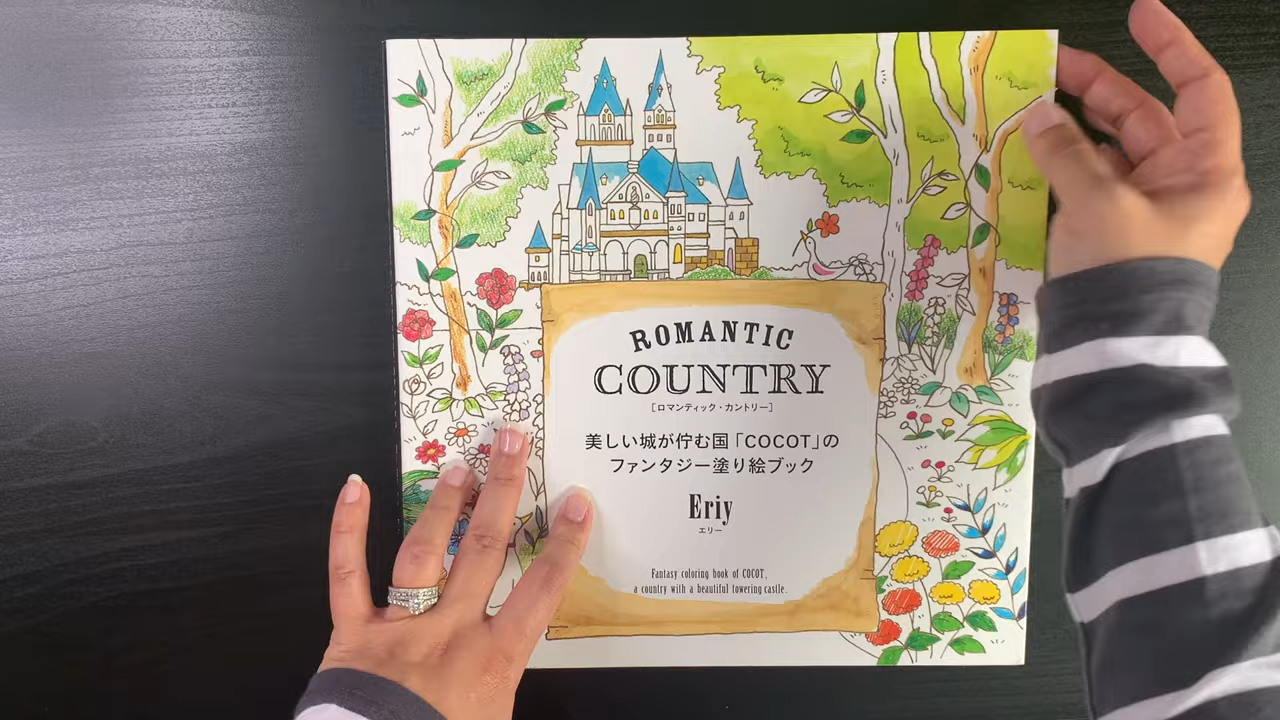 ROMANTIC
COUNTRY
[ロマンティック・カントリー]
美しい城が佇む国「COCOT」の
ファンタジー塗り絵ブック
Eriy
エリー
Fantasy coloring book of COCOT,
a country with a beautiful towering castle.